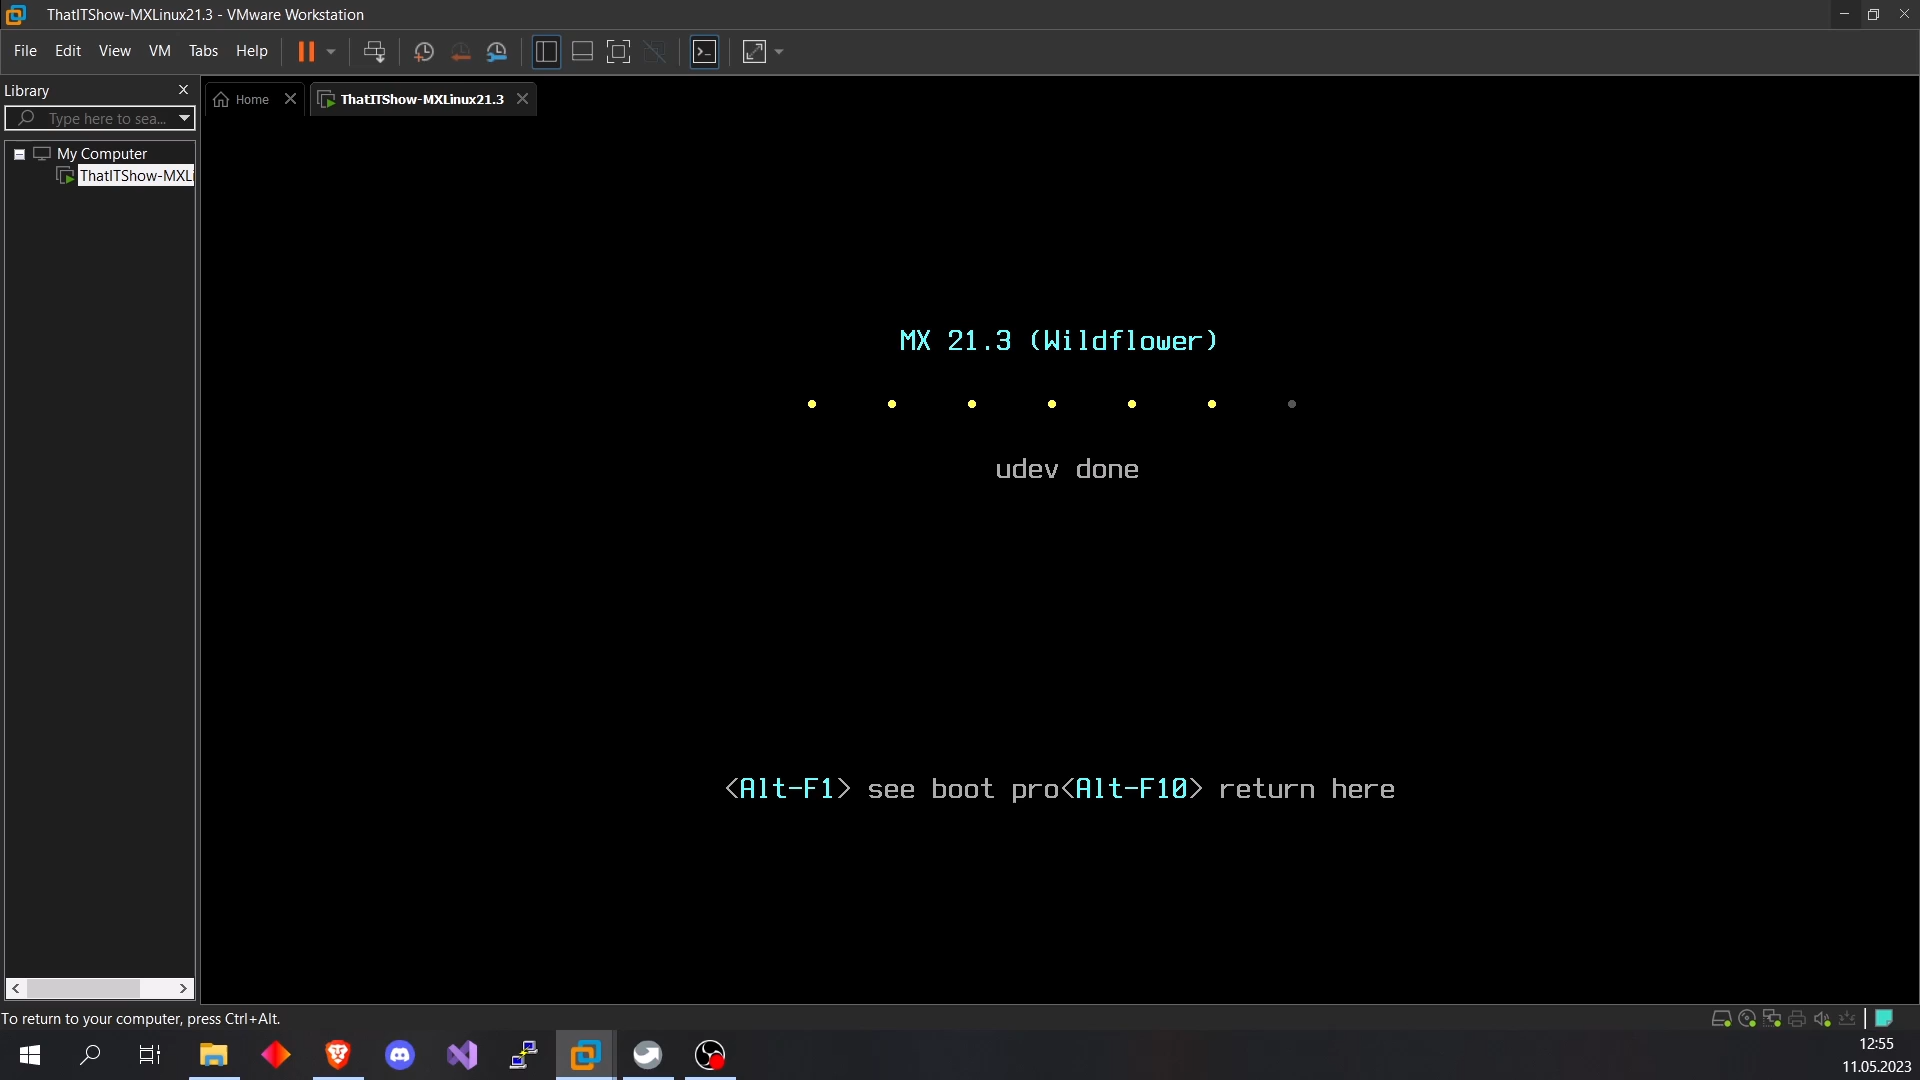 ThatITShow-MXLinux21.3 - VMware Workstation
File Edit View VM Tabs Help
Library
Home ThatITShow-MXLinux21.3
Type here to sea...
My Computer
ThatITShow-MXLi
MX 21.3 (Wildflower)
udev done
<Alt-F1> see boot pro<Alt-F10> return here
To return to your computer, press Ctrl+Alt.
12:55
11.05.2023